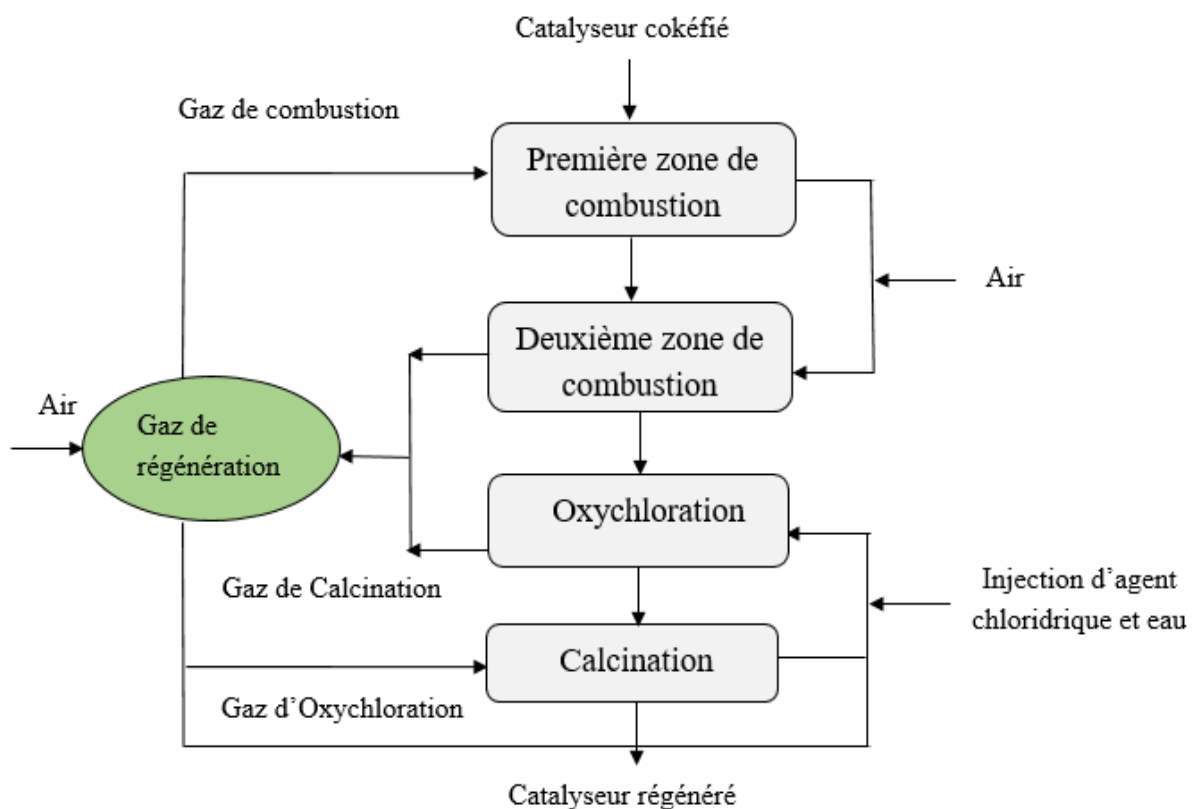 Catalyseur cokéfié
Gaz de combustion
Première zone de
combustion
Air
Deuxième zone de
combustion
Air
Gaz de
régénération
Oxychloration
Gaz de Calcination
Injection d’agent
chloridrique et eau
Calcination
Gaz d’Oxychloration
Catalyseur régénéré